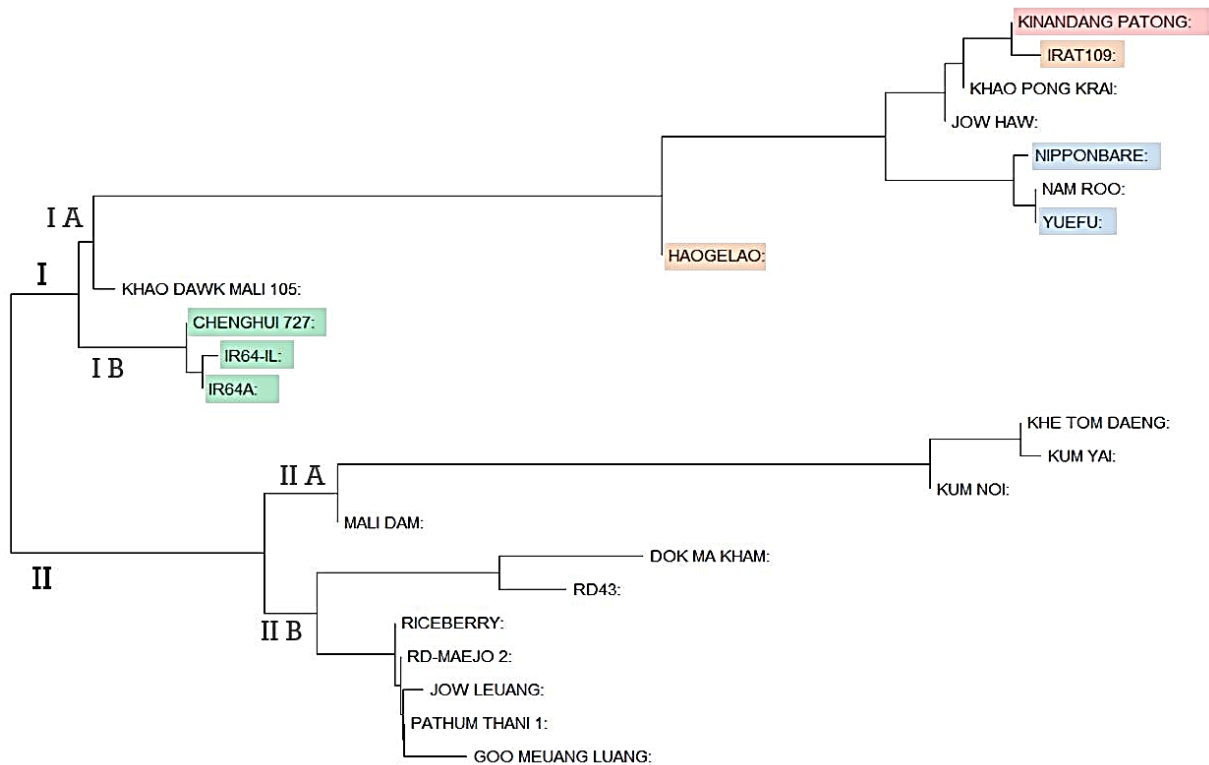 KINANDANG PATONG:
IRAT109:
KHAO PONG KRAI:
JOW HAW:
NIPPONBARE:
NAM ROO:
YUEFU:
I A
HAOGELAO:
I
KHAO DAWK MALI 105:
CHENGHUI 727:
I B
IR64-IL:
IR64A:
KHE TOM DAENG:
KUM YAI:
II A
KUM NOI:
MALI DAM:
DOK MA KHAM:
II
RD43:
RICEBERRY:
II B
RD-MAEJO 2:
JOW LEUANG:
PATHUM THANI 1:
GOO MEUANG LUANG: